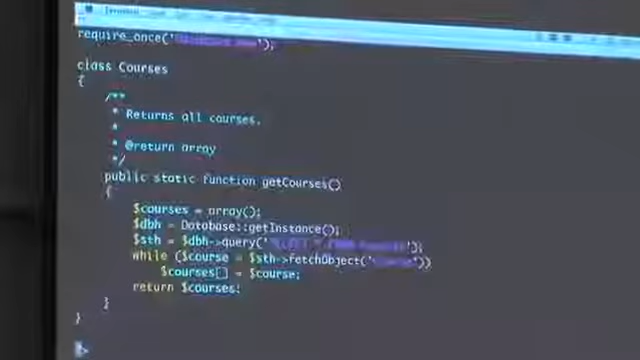 require_once('
class Courses
{
/**
* Returns all courses.
*
* @return array
*/
public static function getCourses()
{
$courses = array();
$dbh = Database::getInstance();
$sth = $dbh->query('
while ($course = $sth->fetchObject('
$courses[] = $course;
return $courses;
}
}